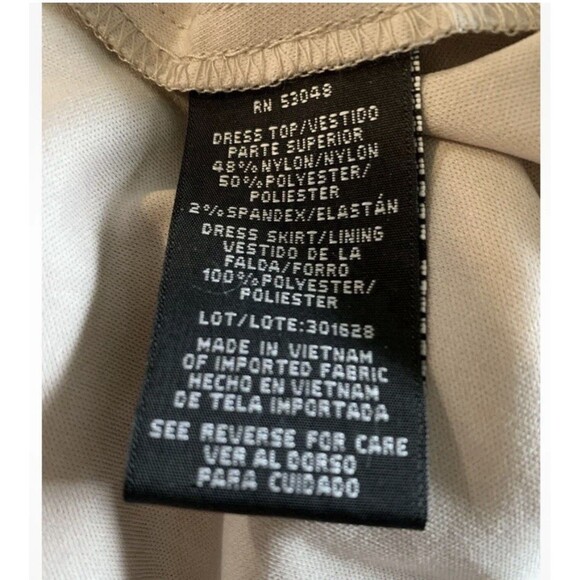 RN 53048
DRESS TOP/VESTIDO
PARTE SUPERIOR
48% NYLON/NYLON
50% POLYESTER/
POLIESTER
2% SPANDEX/ELASTÁN
DRESS SKIRT/LINING
VESTIDO DE LA
FALDA/FORRO
100% POLYESTER/
POLIESTER
LOT/LOTE:301628
MADE IN VIETNAM
OF IMPORTED FABRIC
HECHO EN VIETNAM
DE TELA IMPORTADA
SEE REVERSE FOR CARE
VER AL DORSO
PARA CUIDADO